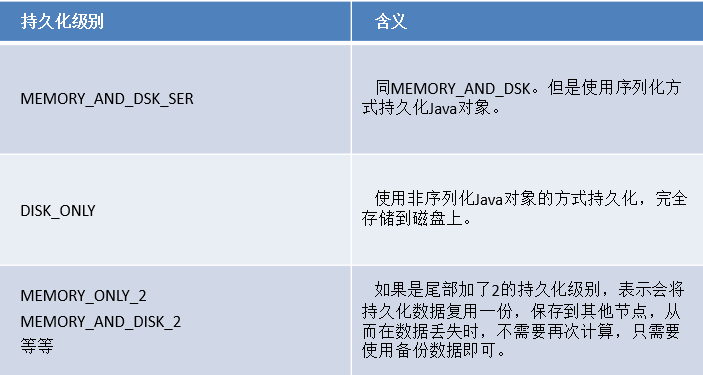 持久化级别
含义
MEMORY_AND_DSK_SER
同MEMORY_AND_DSK。但是使用序列化方
式持久化Java对象。
DISK_ONLY
使用非序列化Java对象的方式持久化，完全
存储到磁盘上。
MEMORY_ONLY_2
MEMORY_AND_DISK_2
等等
如果是尾部加了2的持久化级别，表示会将
持久化数据复用一份，保存到其他节点，从
而在数据丢失时，不需要再次计算，只需要
使用备份数据即可。